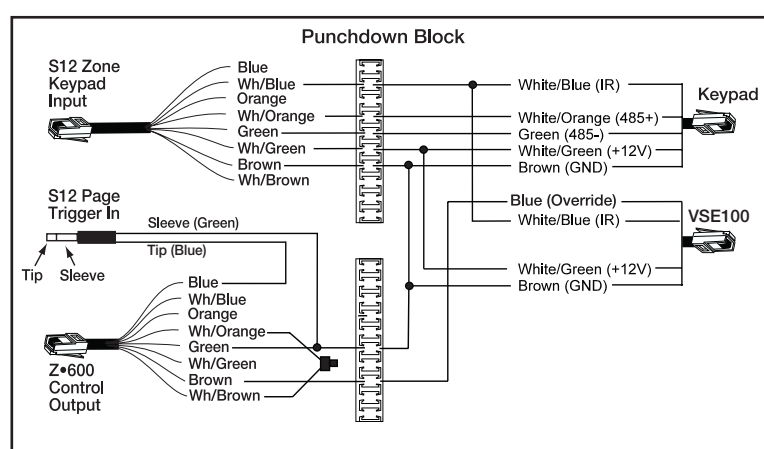 Punchdown Block
S12 Zone
Keypad
Input
Blue
Wh/Blue
Orange
Wh/Orange
Green
Wh/Green
Brown
Wh/Brown
White/Blue (IR)
White/Orange (485+)
Green (485-)
White/Green (+12V)
Brown (GND)
Keypad
S12 Page
Trigger In
Sleeve (Green)
Tip (Blue)
Tip
Sleeve
Blue (Override)
White/Blue (IR)
White/Green (+12V)
Brown (GND)
VSE100
Blue
Wh/Blue
Orange
Wh/Orange
Green
Wh/Green
Brown
Wh/Brown
Z•600
Control
Output